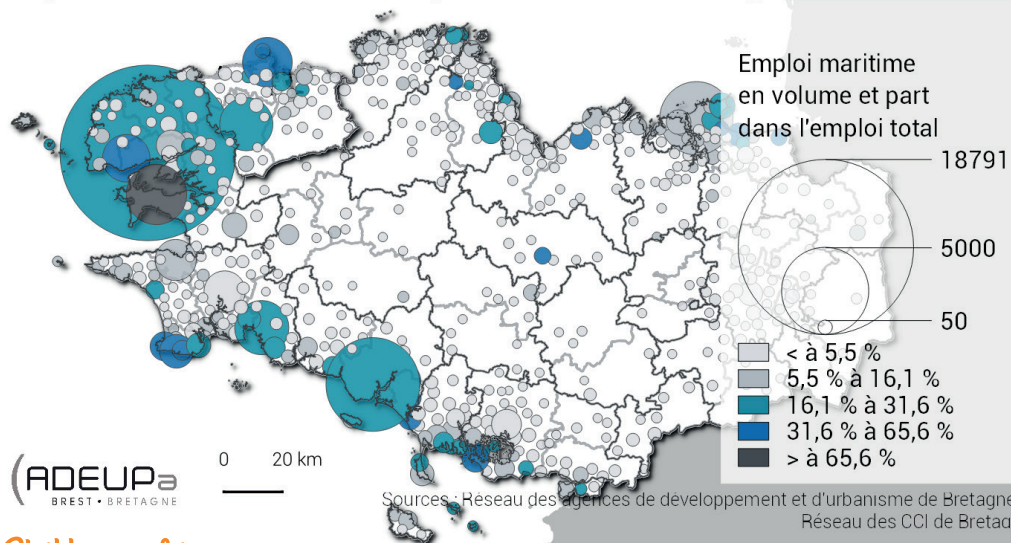 Emploi maritime
en volume et part
dans l'emploi total
18791
5000
50
< à 5,5 %
5,5 % à 16,1 %
16,1 % à 31,6 %
31,6 % à 65,6 %
> à 65,6 %
ADEUPa
BREST • BRETAGNE
0 20 km
Sources : Réseau des agences de développement et d'urbanisme de Bretagne
Réseau des CCI de Bretag